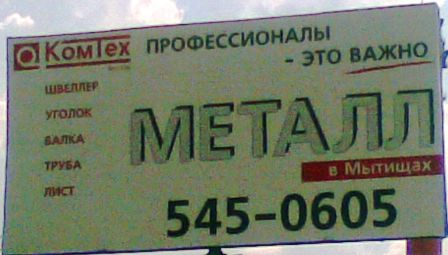 КомТех
ПРОФЕССИОНАЛЫ
- ЭТО ВАЖНО
ШВЕЛЛЕР
УГОЛОК
БАЛКА
ТРУБА
ЛИСТ
МЕТАЛЛ
в Мытищах
545-0605